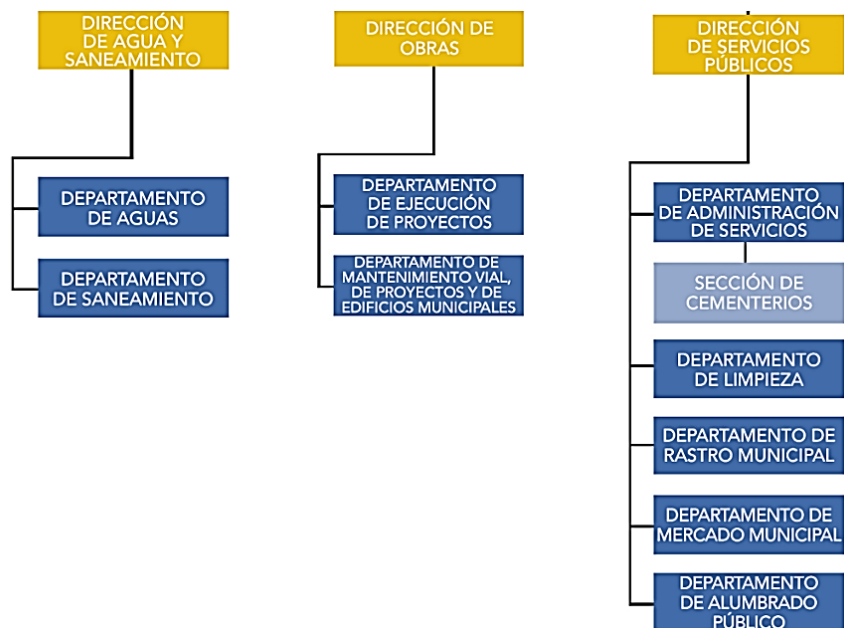 DIRECCIÓN
DE AGUA Y
SANEAMIENTO
DEPARTAMENTO
DE AGUAS
DEPARTAMENTO
DE SANEAMIENTO
DIRECCIÓN DE
OBRAS
DEPARTAMENTO
DE EJECUCIÓN
DE PROYECTOS
DEPARTAMENTO DE
MANTENIMIENTO VIAL,
DE PROYECTOS Y DE
EDIFICIOS MUNICIPALES
DIRECCIÓN
DE SERVICIOS
PÚBLICOS
DEPARTAMENTO
DE ADMINISTRACIÓN
DE SERVICIOS
SECCIÓN DE
CEMENTERIOS
DEPARTAMENTO
DE LIMPIEZA
DEPARTAMENTO DE
RASTRO MUNICIPAL
DEPARTAMENTO DE
MERCADO MUNICIPAL
DEPARTAMENTO
DE ALUMBRADO
PÚBLICO